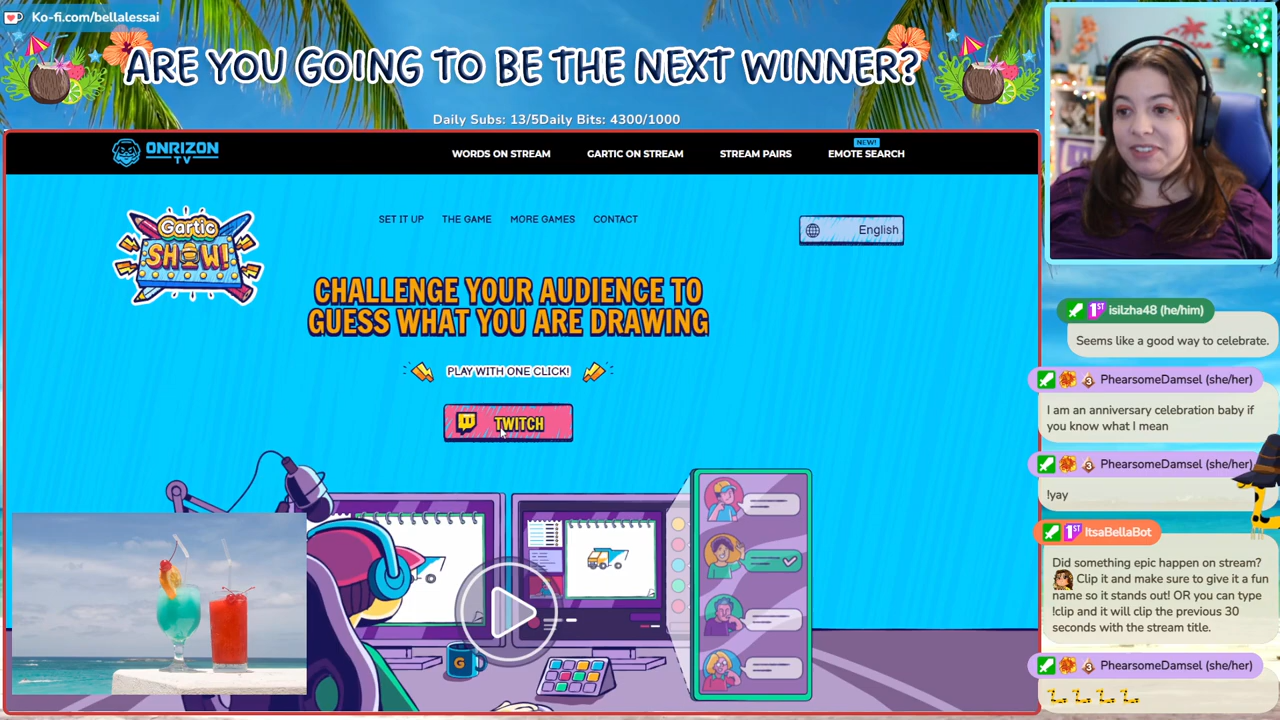 Ko-fi.com/bellalessai
ARE YOU GOING TO BE THE NEXT WINNER?
Daily Subs: 13/5Daily Bits: 4300/1000
ONRIZON
TV
WORDS ON STREAM
GARTIC ON STREAM
STREAM PAIRS
NEW!
EMOTE SEARCH
Gartic
SHOW!
SET IT UP
THE GAME
MORE GAMES
CONTACT
English
CHALLENGE YOUR AUDIENCE TO
GUESS WHAT YOU ARE DRAWING
PLAY WITH ONE CLICK!
TWITCH
G
1ST isilzha48 (he/him)
Seems like a good way to celebrate.
3 PhearsomeDamsel (she/her)
I am an anniversary celebration baby if
you know what I mean
3 PhearsomeDamsel (she/her)
!yay
1ST ItsaBellaBot
Did something epic happen on stream?
Clip it and make sure to give it a fun
name so it stands out! OR you can type
!clip and it will clip the previous 30
seconds with the stream title.
3 PhearsomeDamsel (she/her)